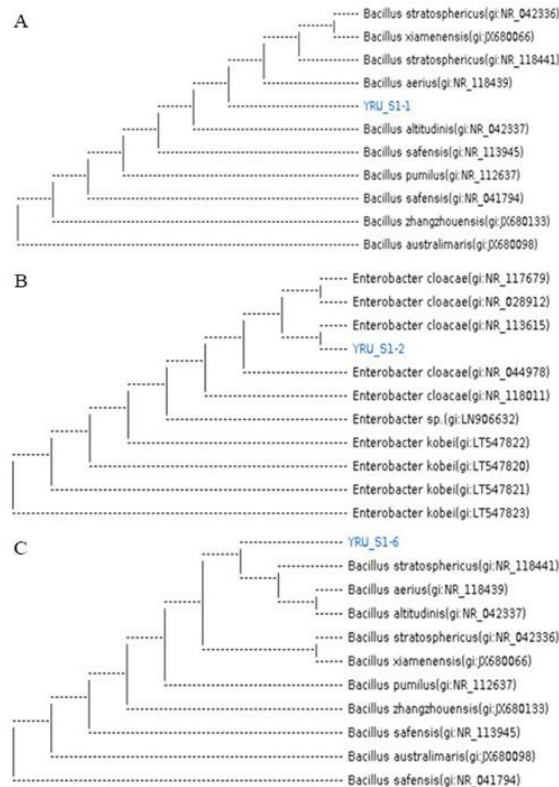 A
Bacillus stratosphericus(gi:NR_042336)
Bacillus xiamenensis(gi:JX680066)
Bacillus stratosphericus(gi:NR_118441)
Bacillus aerius(gi:NR_118439)
YRU_S1-1
Bacillus altitudinis(gi:NR_042337)
Bacillus safensis(gi:NR_113945)
Bacillus pumilus(gi:NR_112637)
Bacillus safensis(gi:NR_041794)
Bacillus zhangzhouensis(gi:JX680133)
Bacillus australimaris(gi:JX680098)
B
Enterobacter cloacae(gi:NR_117679)
Enterobacter cloacae(gi:NR_028912)
Enterobacter cloacae(gi:NR_113615)
YRU_S1-2
Enterobacter cloacae(gi:NR_044978)
Enterobacter cloacae(gi:NR_118011)
Enterobacter sp.(gi:LN906632)
Enterobacter kobei(gi:LT547822)
Enterobacter kobei(gi:LT547820)
Enterobacter kobei(gi:LT547821)
Enterobacter kobei(gi:LT547823)
C
YRU_S1-6
Bacillus stratosphericus(gi:NR_118441)
Bacillus aerius(gi:NR_118439)
Bacillus altitudinis(gi:NR_042337)
Bacillus stratosphericus(gi:NR_042336)
Bacillus xiamenensis(gi:JX680066)
Bacillus pumilus(gi:NR_112637)
Bacillus zhangzhouensis(gi:JX680133)
Bacillus safensis(gi:NR_113945)
Bacillus australimaris(gi:JX680098)
Bacillus safensis(gi:NR_041794)